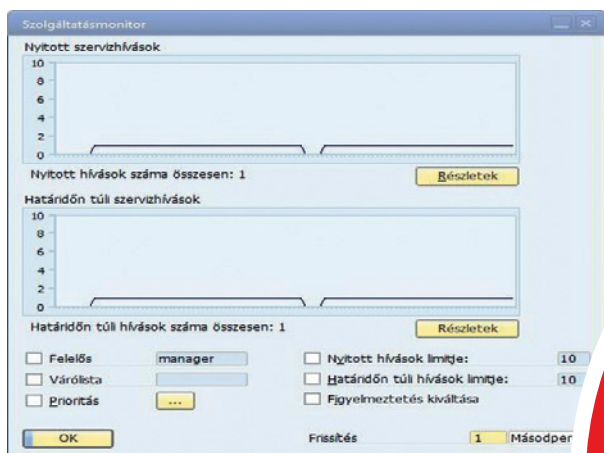 Szolgáltatásmonitor
Nyitott szervizhívások
10
8
6
4
2
0
Nyitott hívások száma összesen: 1
Részletek
Határidőn túli szervizhívások
10
8
6
4
2
0
Határidőn túli hívások száma összesen: 1
Részletek
Felelős manager Nyitott hívások limitje: 10
Várólista Határidőn túli hívások limitje: 10
Prioritás ... Figyelmeztetés kiváltása
OK Frissítés 1